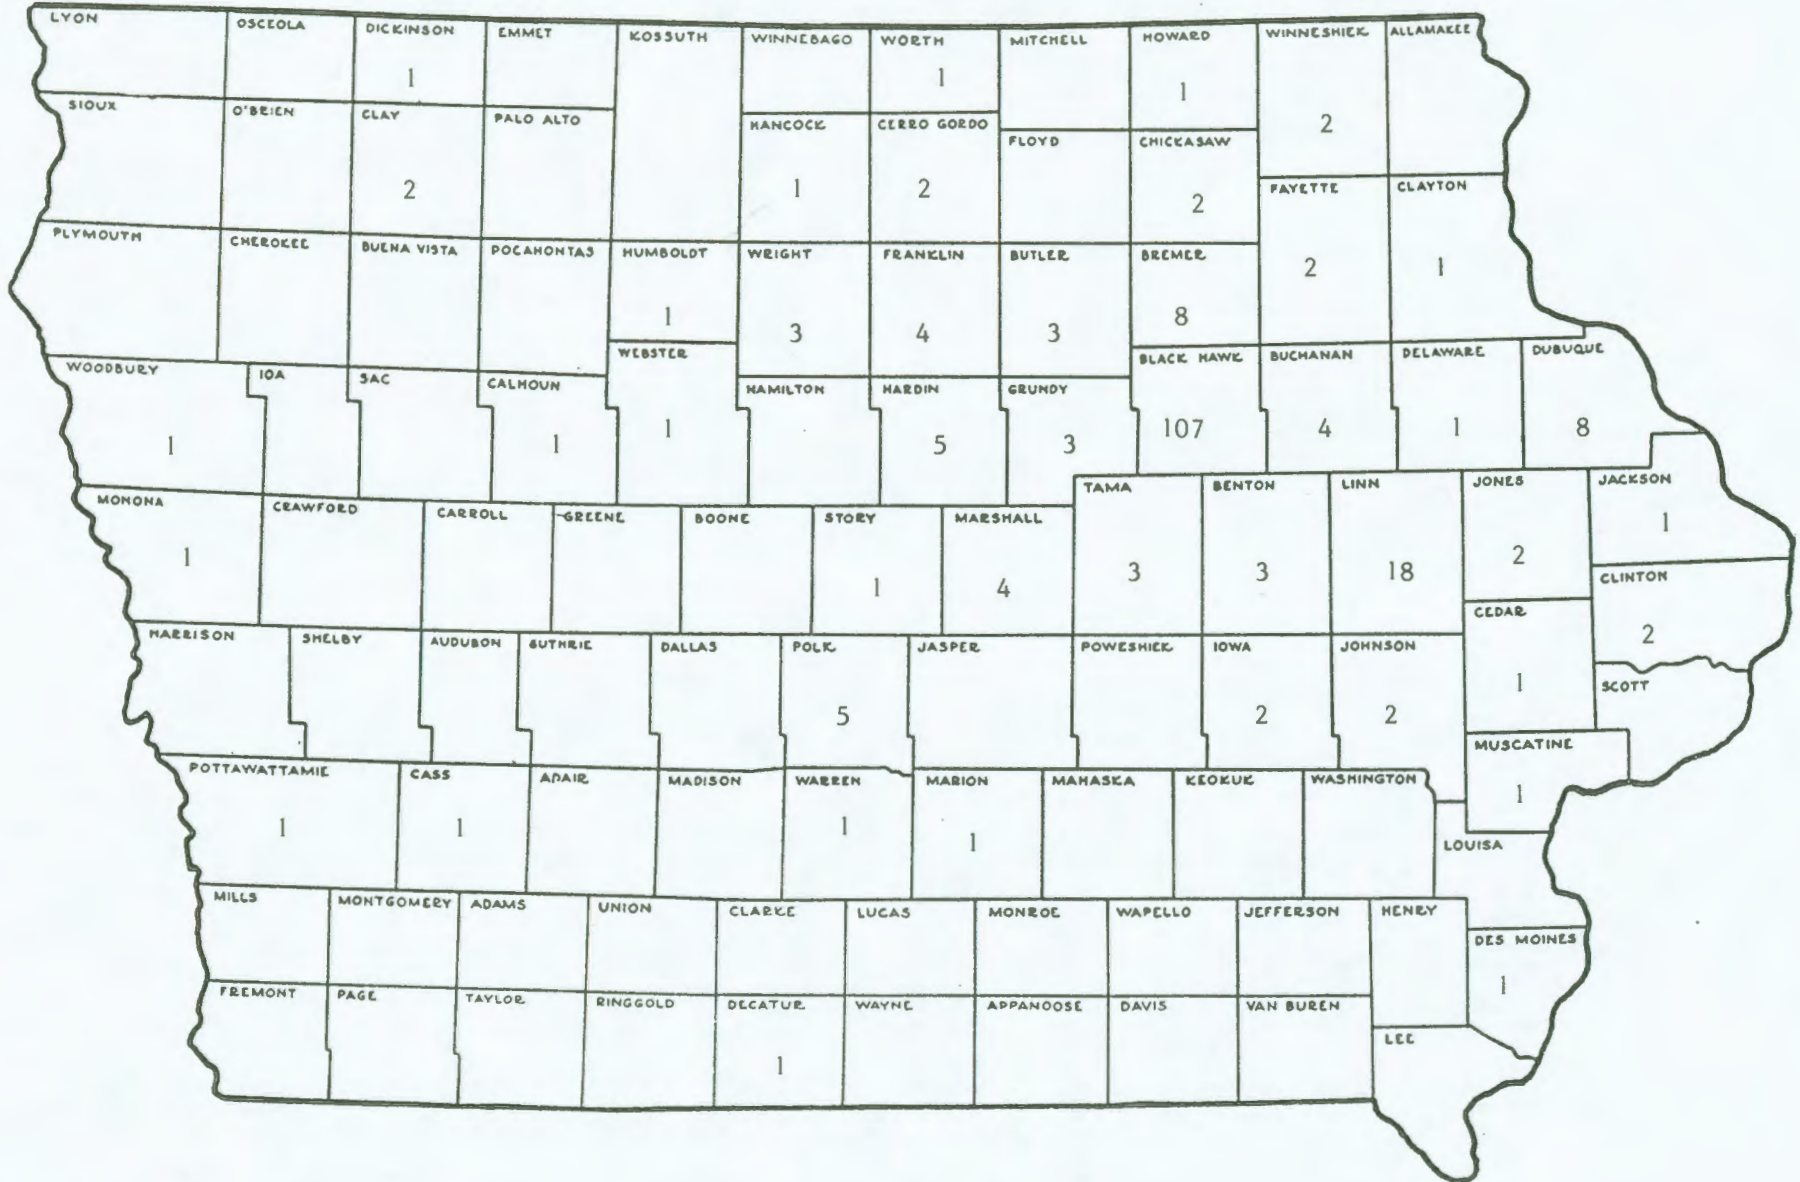 LYON OSCEOLA DICKINSON EMMET KOSSUTH WINNEBAGO WORTH MITCHELL HOWARD WINNESHIEK ALLAMAKEE
1 1 1 2
SIOUX O'BRIEN CLAY PALO ALTO HANCOCK CERRO GORDO FLOYD CHICKASAW
2 1 2 2
FAYETTE CLAYTON
2 1
PLYMOUTH CHEROKEE BUENA VISTA POCAHONTAS HUMBOLDT WRIGHT FRANKLIN BUTLER BREMER
1 3 4 3 8
WOODBURY IDA SAC CALHOUN WEBSTER HAMILTON HARDIN GRUNDY BLACK HAWK BUCHANAN DELAWARE DUBUQUE
1 1 1 5 3 107 4 1 8
MONONA CRAWFORD CARROLL GREENE BOONE STORY MARSHALL TAMA BENTON LINN JONES JACKSON
1 1 4 3 3 18 2 1
CLINTON
2
HARRISON SHELBY AUDUBON GUTHRIE DALLAS POLK JASPER POWESHIEK IOWA JOHNSON CEDAR SCOTT
5 2 2 1
POTTAWATTAMIE CASS ADAIR MADISON WARREN MARION MAHASKA KEOKUK WASHINGTON MUSCATINE
1 1 1 1 1
LOUISA
MILLS MONTGOMERY ADAMS UNION CLARKE LUCAS MONROE WAPELLO JEFFERSON HENRY DES MOINES
1
FREMONT PAGE TAYLOR RINGGOLD DECATUR WAYNE APPANOOSE DAVIS VAN BUREN LEE
1